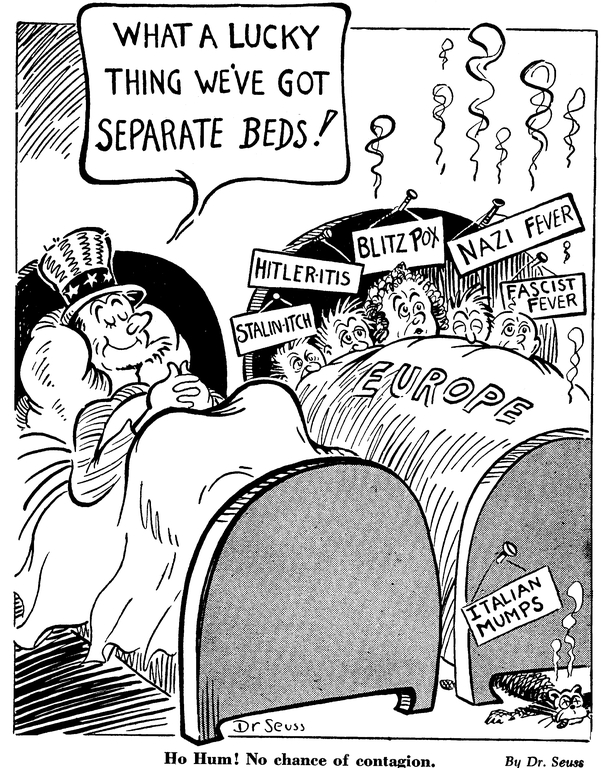 WHAT A LUCKY
THING WE'VE GOT
SEPARATE BEDS!
BLITZ POX
NAZI FEVER
HITLER-ITIS
FASCIST
FEVER
STALIN-ITCH
EUROPE
ITALIAN
MUMPS
Dr Seuss
Ho Hum! No chance of contagion.
By Dr. Seuss